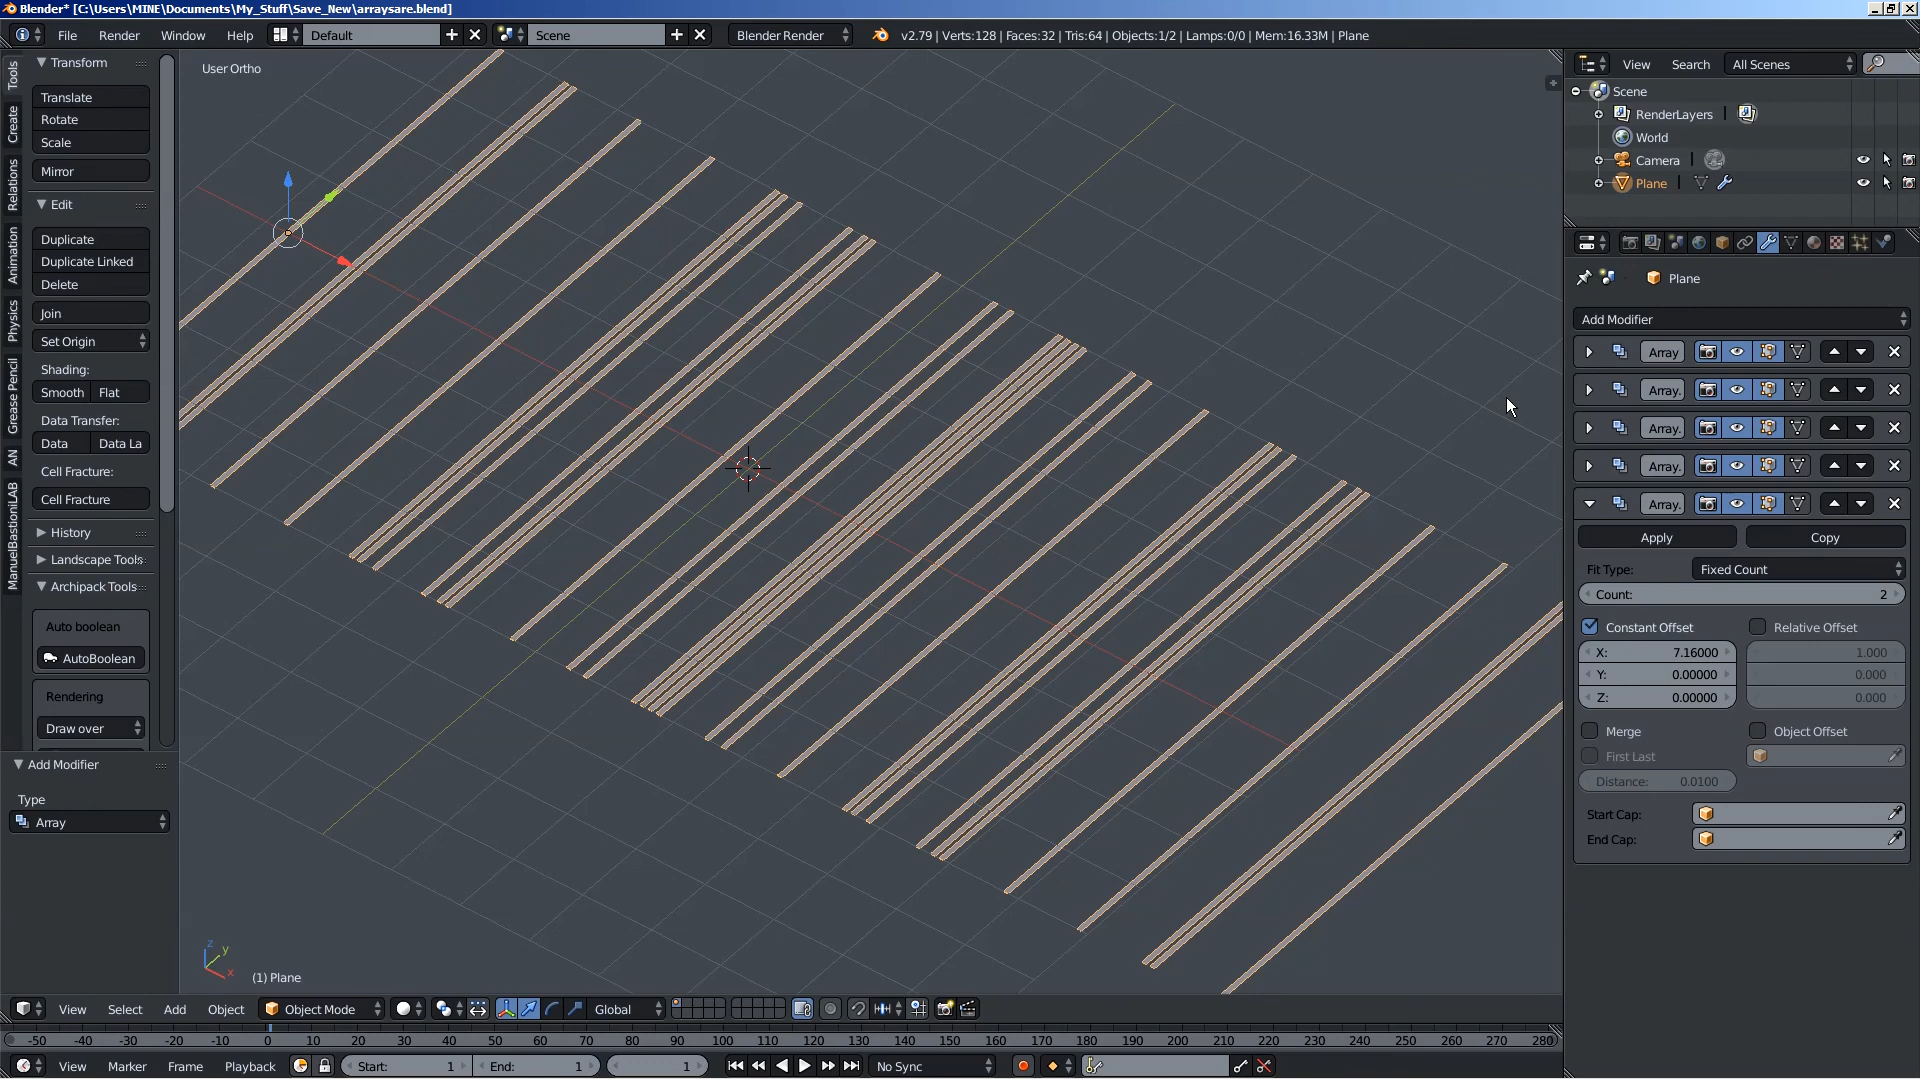 Blender* [C:\Users\MINE\Documents\My_Stuff\Save_New\arraysare.blend]
File Render Window Help Default Scene Blender Render v2.79 | Verts:128 | Faces:32 | Tris:64 | Objects:1/2 | Lamps:0/0 | Mem:16.33M | Plane
Tools
Create
Relations
Animation
Physics
Grease Pencil
AN
ManuelBastioniLAB
Transform
Translate
Rotate
Scale
Mirror
Edit
Duplicate
Duplicate Linked
Delete
Join
Set Origin
Shading:
Smooth Flat
Data Transfer:
Data Data La
Cell Fracture:
Cell Fracture
History
Landscape Tools
Archipack Tools
Auto boolean
AutoBoolean
Rendering
Draw over
Add Modifier
Type
Array
User Ortho
z
y
x
(1) Plane
View Search All Scenes
Scene
RenderLayers
World
Camera
Plane
Plane
Add Modifier
Array
Array.
Array.
Array.
Array.
Apply Copy
Fit Type: Fixed Count
Count: 2
Constant Offset Relative Offset
X: 7.16000 1.000
Y: 0.00000 0.000
Z: 0.00000 0.000
Merge Object Offset
First Last
Distance: 0.0100
Start Cap:
End Cap:
View Select Add Object Object Mode Global
-50 -40 -30 -20 -10 0 10 20 30 40 50 60 70 80 90 100 110 120 130 140 150 160 170 180 190 200 210 220 230 240 250 260 270 280
View Marker Frame Playback Start: 1 End: 1 1 No Sync